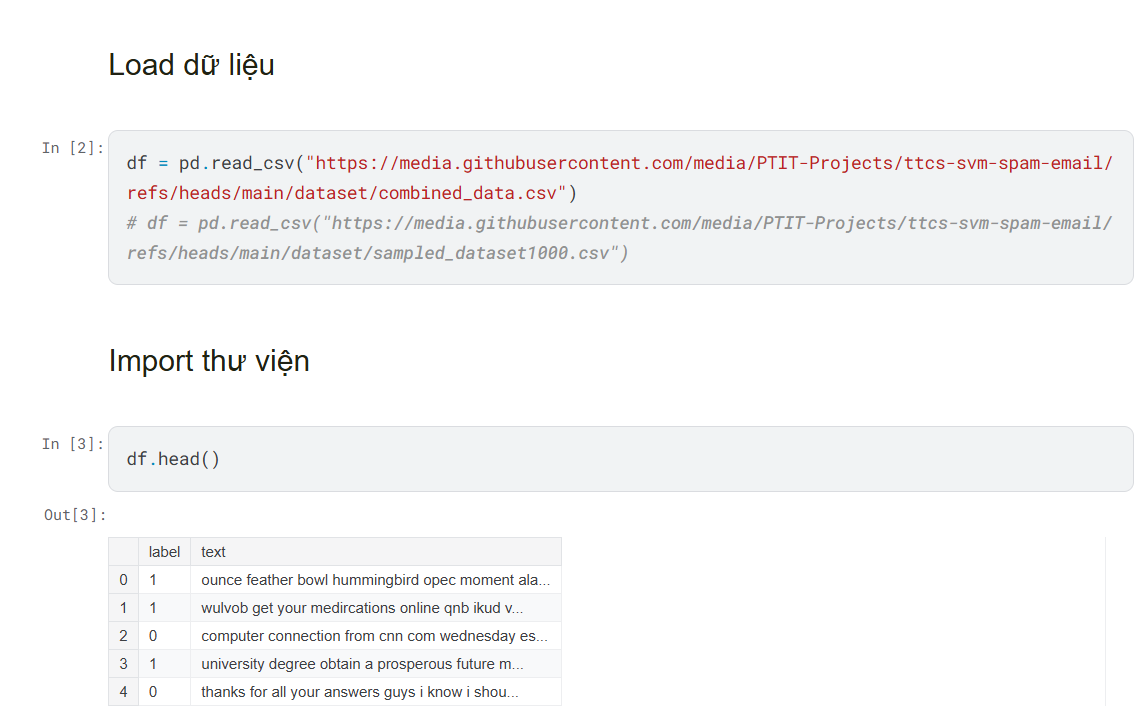 Load dữ liệu
In [2]:
df = pd.read_csv("https://media.githubusercontent.com/media/PTIT-Projects/ttcs-svm-spam-email/
refs/heads/main/dataset/combined_data.csv")
# df = pd.read_csv("https://media.githubusercontent.com/media/PTIT-Projects/ttcs-svm-spam-email/
refs/heads/main/dataset/sampled_dataset1000.csv")
Import thư viện
In [3]:
df.head()
Out[3]:
label text
0 1 ounce feather bowl hummingbird opec moment ala...
1 1 wulvob get your medircations online qnb ikud v...
2 0 computer connection from cnn com wednesday es...
3 1 university degree obtain a prosperous future m...
4 0 thanks for all your answers guys i know i shou...